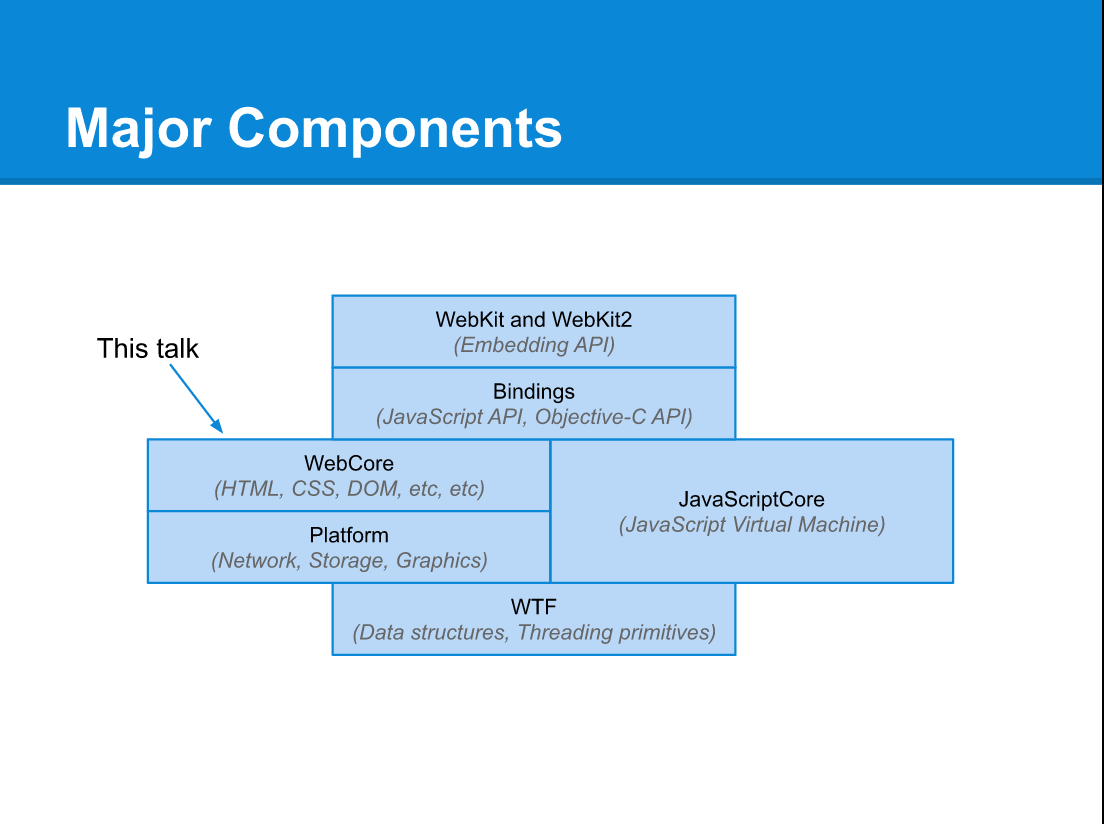 Major Components
WebKit and WebKit2
(Embedding API)
This talk
Bindings
(JavaScript API, Objective-C API)
WebCore
(HTML, CSS, DOM, etc, etc)
JavaScriptCore
(JavaScript Virtual Machine)
Platform
(Network, Storage, Graphics)
WTF
(Data structures, Threading primitives)